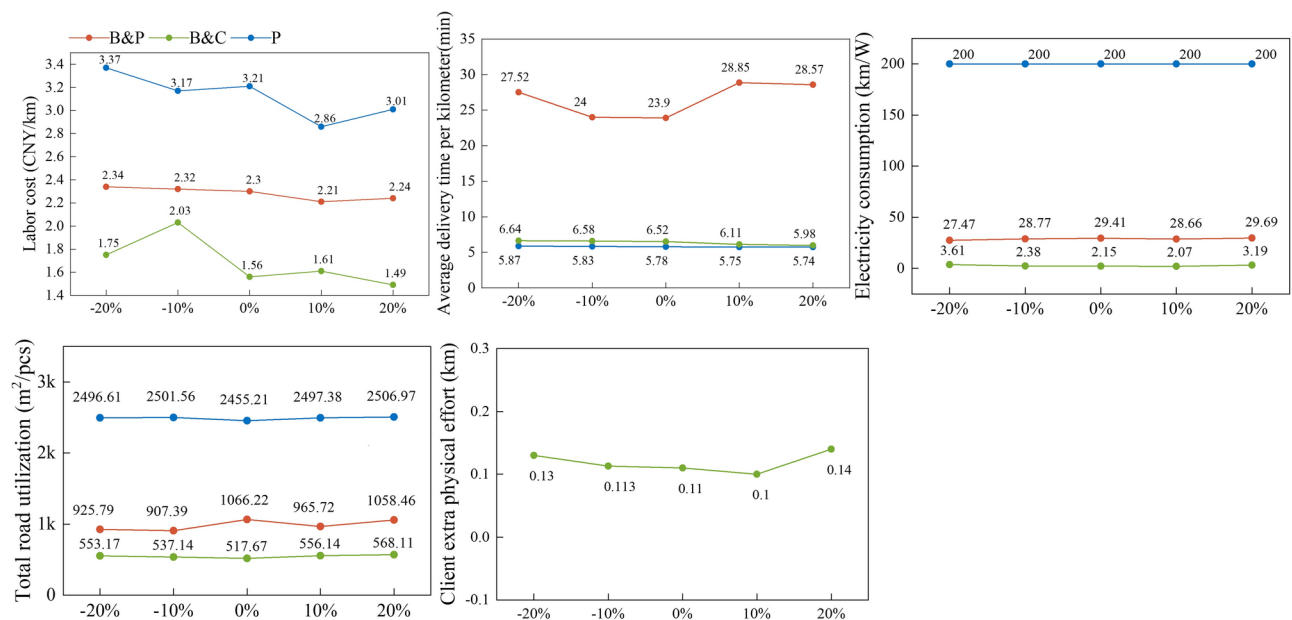 B&P B&C P
Labor cost (CNY/km)
3.4
3.2
3.0
2.8
2.6
2.4
2.2
2.0
1.8
1.6
1.4
3.37 3.17 3.21 2.86 3.01
2.34 2.32 2.3 2.21 2.24
1.75 2.03 1.56 1.61 1.49
-20% -10% 0% 10% 20%
Average delivery time per kilometer(min)
35
30
25
20
15
10
5
0
27.52 24 23.9 28.85 28.57
6.64 6.58 6.52 6.11 5.98
5.87 5.83 5.78 5.75 5.74
-20% -10% 0% 10% 20%
Electricity consumption (km/W)
200
150
100
50
0
200 200 200 200 200
27.47 28.77 29.41 28.66 29.69
3.61 2.38 2.15 2.07 3.19
-20% -10% 0% 10% 20%
Total road utilization (m²/pcs)
3k
2k
1k
0
2496.61 2501.56 2455.21 2497.38 2506.97
925.79 907.39 1066.22 965.72 1058.46
553.17 537.14 517.67 556.14 568.11
-20% -10% 0% 10% 20%
Client extra physical effort (km)
0.3
0.2
0.1
0.0
-0.1
0.13 0.113 0.11 0.1 0.14
-20% -10% 0% 10% 20%